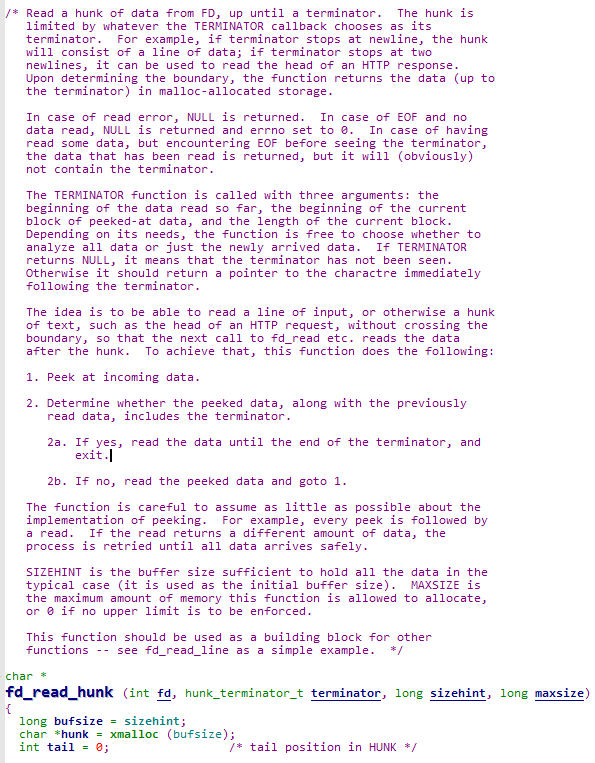 /* Read a hunk of data from FD, up until a terminator.  The hunk is
limited by whatever the TERMINATOR callback chooses as its
terminator.  For example, if terminator stops at newline, the hunk
will consist of a line of data; if terminator stops at two
newlines, it can be used to read the head of an HTTP response.
Upon determining the boundary, the function returns the data (up to
the terminator) in malloc-allocated storage.

In case of read error, NULL is returned.  In case of EOF and no
data read, NULL is returned and errno set to 0.  In case of having
read some data, but encountering EOF before seeing the terminator,
the data that has been read is returned, but it will (obviously)
not contain the terminator.

The TERMINATOR function is called with three arguments: the
beginning of the data read so far, the beginning of the current
block of peeked-at data, and the length of the current block.
Depending on its needs, the function is free to choose whether to
analyze all data or just the newly arrived data.  If TERMINATOR
returns NULL, it means that the terminator has not been seen.
Otherwise it should return a pointer to the charactre immediately
following the terminator.

The idea is to be able to read a line of input, or otherwise a hunk
of text, such as the head of an HTTP request, without crossing the
boundary, so that the next call to fd_read etc. reads the data
after the hunk.  To achieve that, this function does the following:

1. Peek at incoming data.

2. Determine whether the peeked data, along with the previously
read data, includes the terminator.

2a. If yes, read the data until the end of the terminator, and
exit.

2b. If no, read the peeked data and goto 1.

The function is careful to assume as little as possible about the
implementation of peeking.  For example, every peek is followed by
a read.  If the read returns a different amount of data, the
process is retried until all data arrives safely.

SIZEHINT is the buffer size sufficient to hold all the data in the
typical case (it is used as the initial buffer size).  MAXSIZE is
the maximum amount of memory this function is allowed to allocate,
or 0 if no upper limit is to be enforced.

This function should be used as a building block for other
functions -- see fd_read_line as a simple example.  */

char *
fd_read_hunk (int fd, hunk_terminator_t terminator, long sizehint, long maxsize)
{
long bufsize = sizehint;
char *hunk = xmalloc (bufsize);
int tail = 0;                 /* tail position in HUNK */